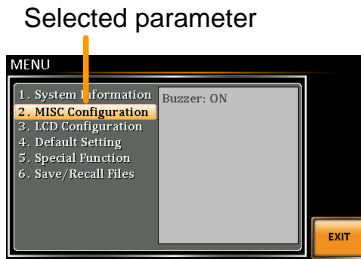 Selected parameter
MENU
1. System Information
2. MISC Configuration
3. LCD Configuration
4. Default Setting
5. Special Function
6. Save/Recall Files
Buzzer: ON
EXIT